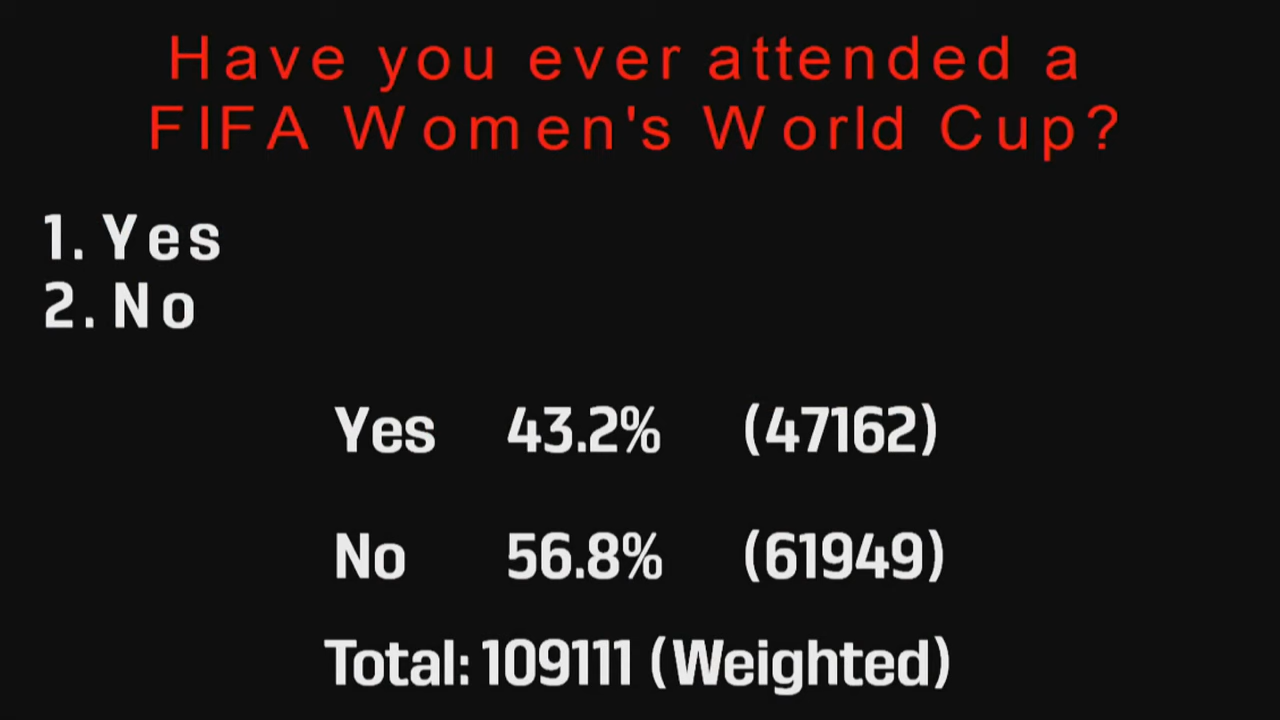 Have you ever attended a
FIFA Women's World Cup?
1. Yes
2. No
Yes 43.2% (47162)
No 56.8% (61949)
Total: 109111 (Weighted)